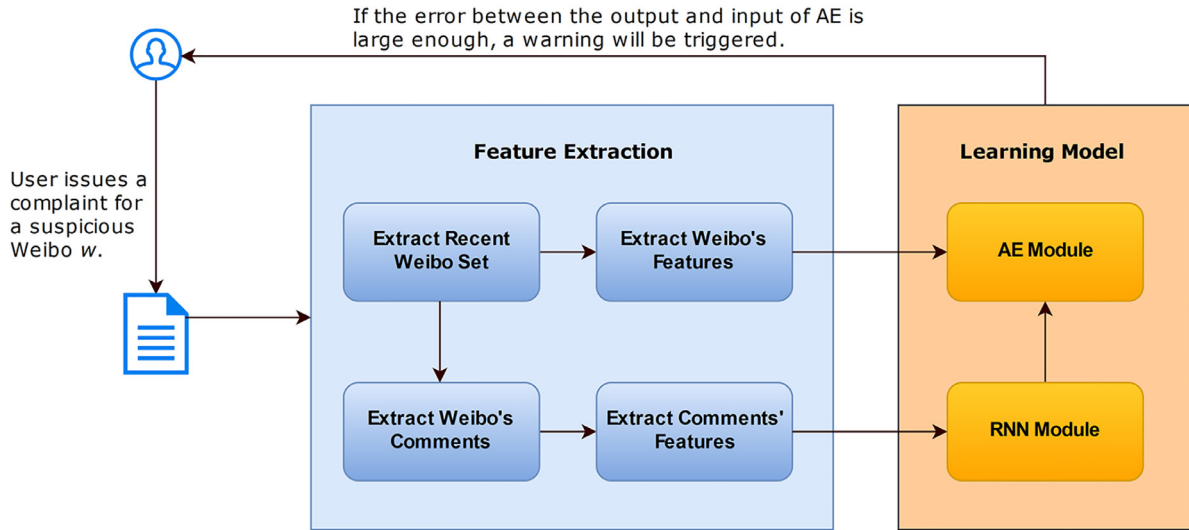 If the error between the output and input of AE is
large enough, a warning will be triggered.
User issues a
complaint for
a suspicious
Weibo w.
Feature Extraction
Extract Recent
Weibo Set
Extract Weibo's
Features
Extract Weibo's
Comments
Extract Comments'
Features
Learning Model
AE Module
RNN Module